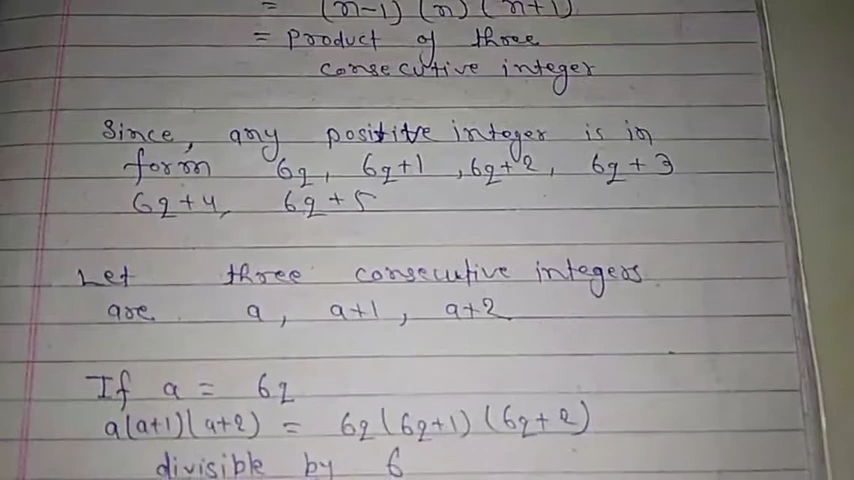 = (n-1) (n) (n+1)
= Product of three
consecutive integer
Since, any positive integer is in
form 6q, 6q+1, 6q+2, 6q+3
6q+4, 6q+5
Let three consecutive integers
are a, a+1, a+2
If a = 6q
a(a+1)(a+2) = 6q(6q+1)(6q+2)
divisible by 6